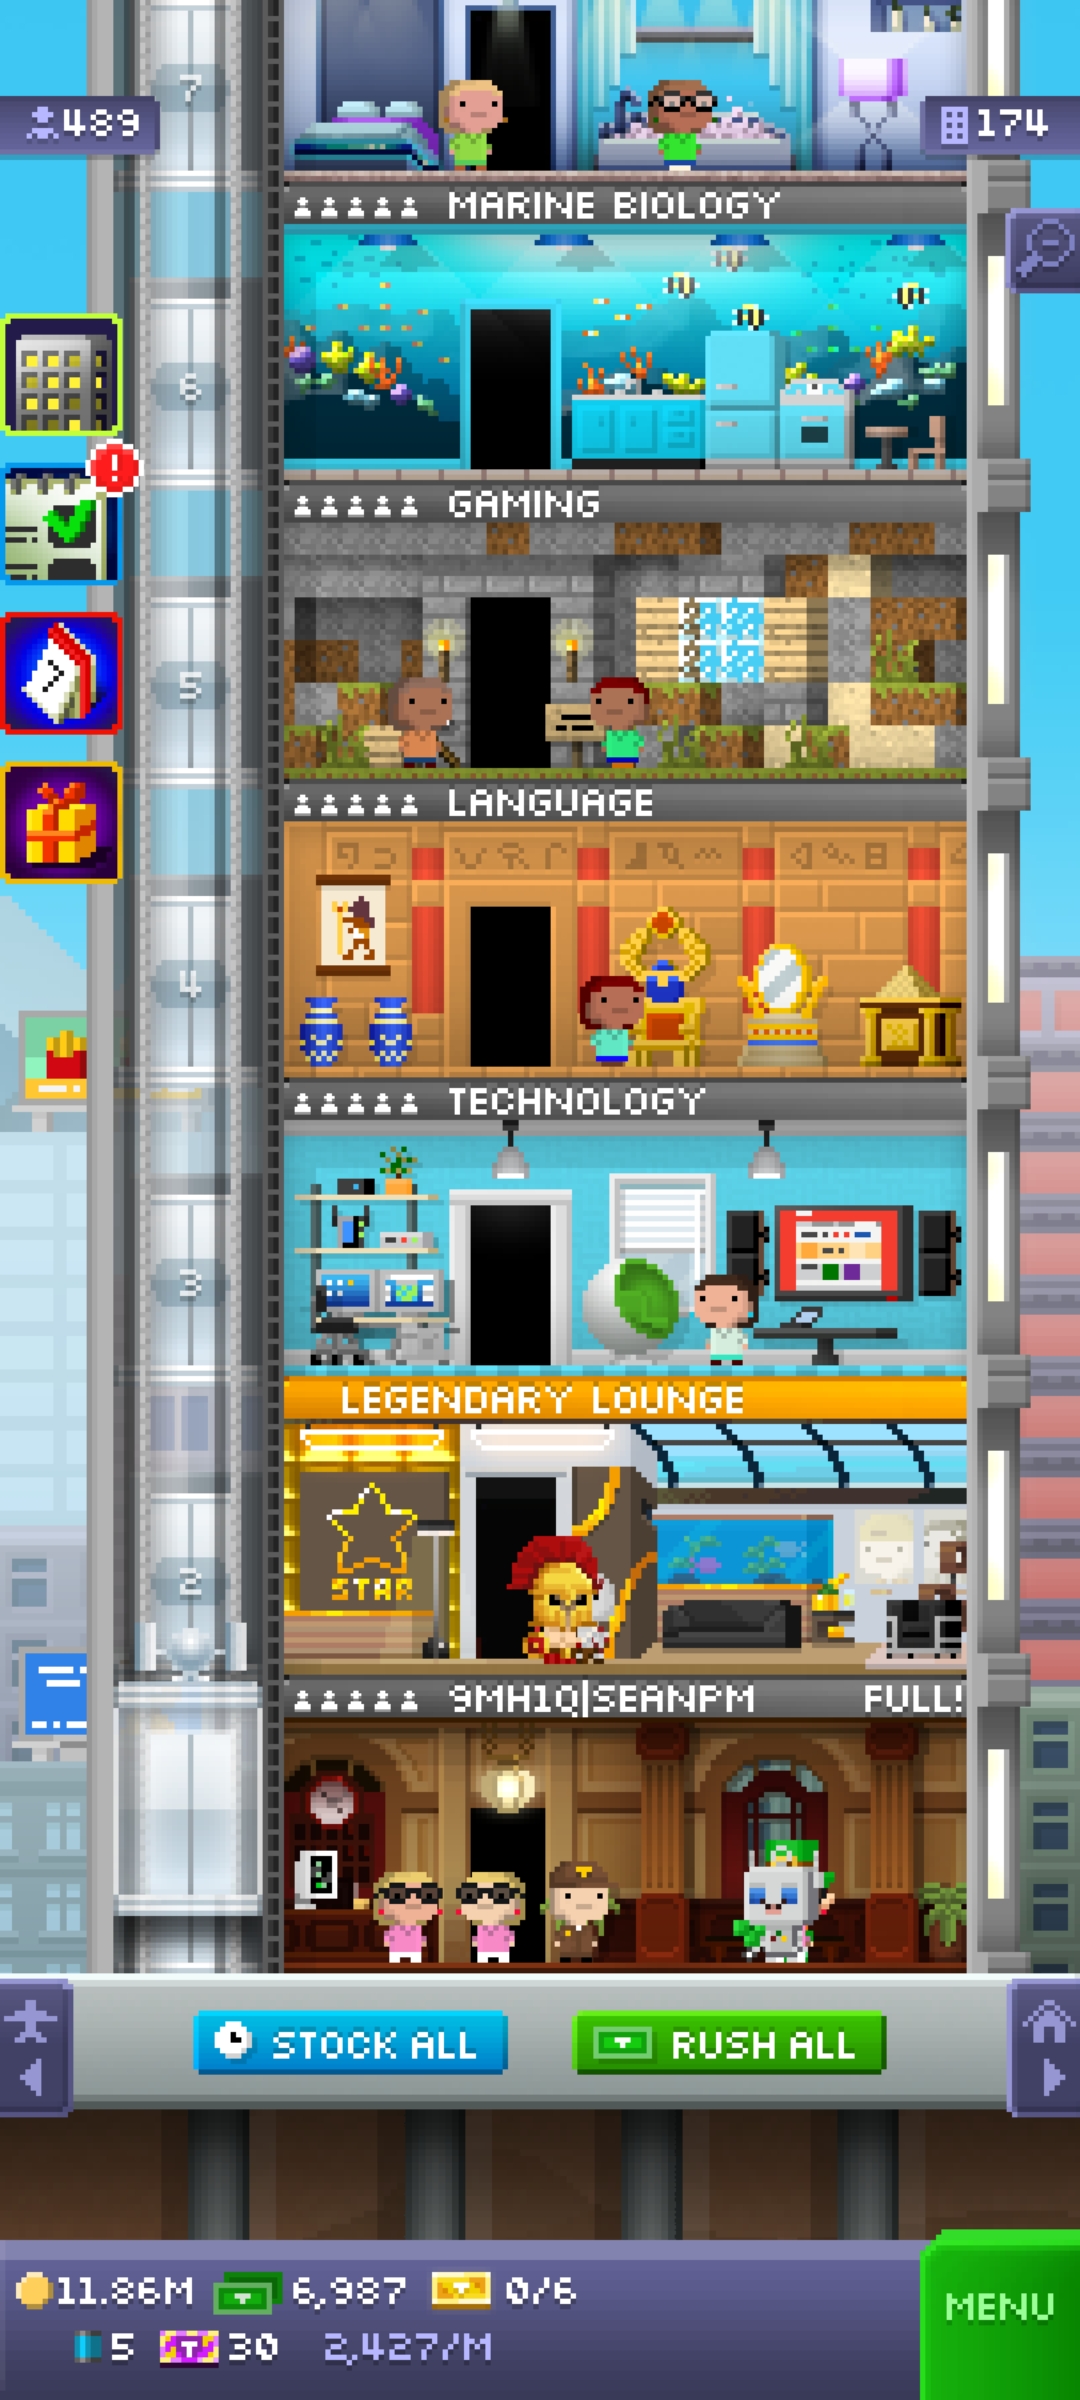 7
489
174
MARINE BIOLOGY
6
GAMING
5
LANGUAGE
4
TECHNOLOGY
3
LEGENDARY LOUNGE
STAR
2
9MH1Q|SEANPM FULL!
STOCK ALL
RUSH ALL
11.86M 6,987 0/6
5 30 2,427/M
MENU